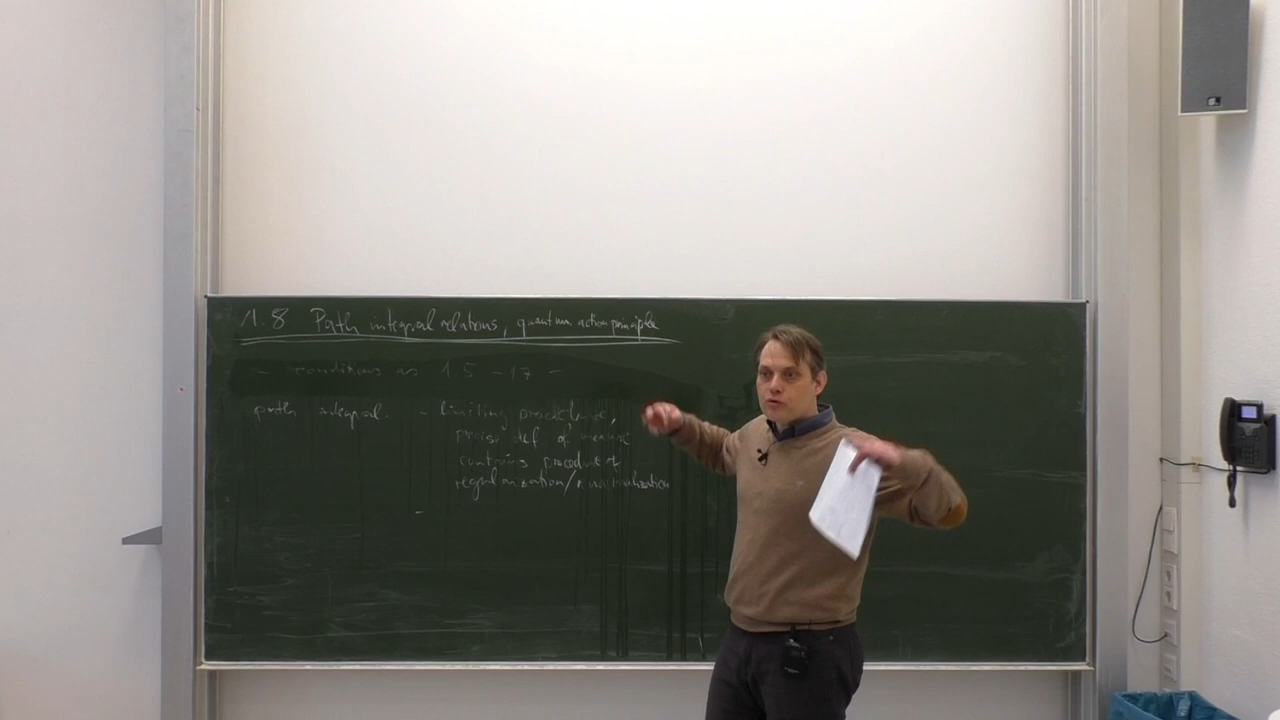 1.8 Path integral relations, quantum action principle
— conditions as 1.5 – 1.7 —
path integral. – limiting procedure,
precise def of measure
contains procedure of
regularization/renormalization
–